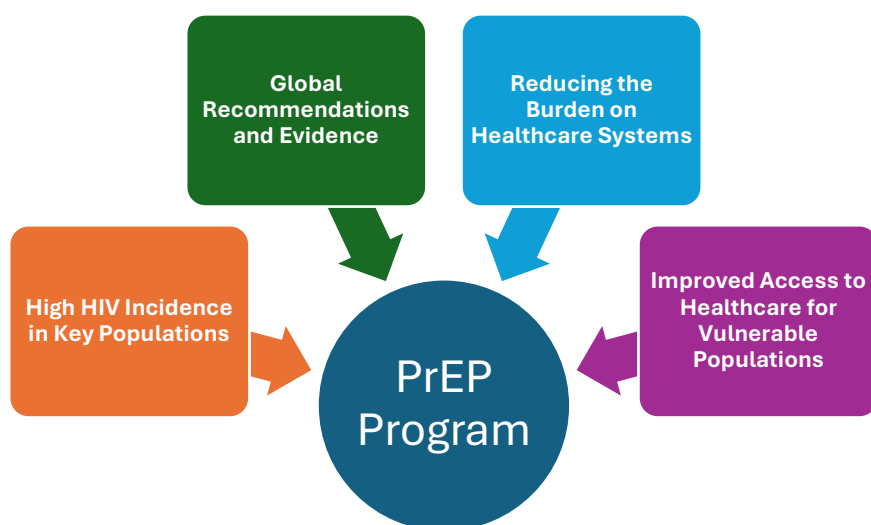 Global
Recommendations
and Evidence
Reducing the
Burden on
Healthcare Systems
High HIV Incidence
in Key Populations
Improved Access to
Healthcare for
Vulnerable
Populations
PrEP
Program